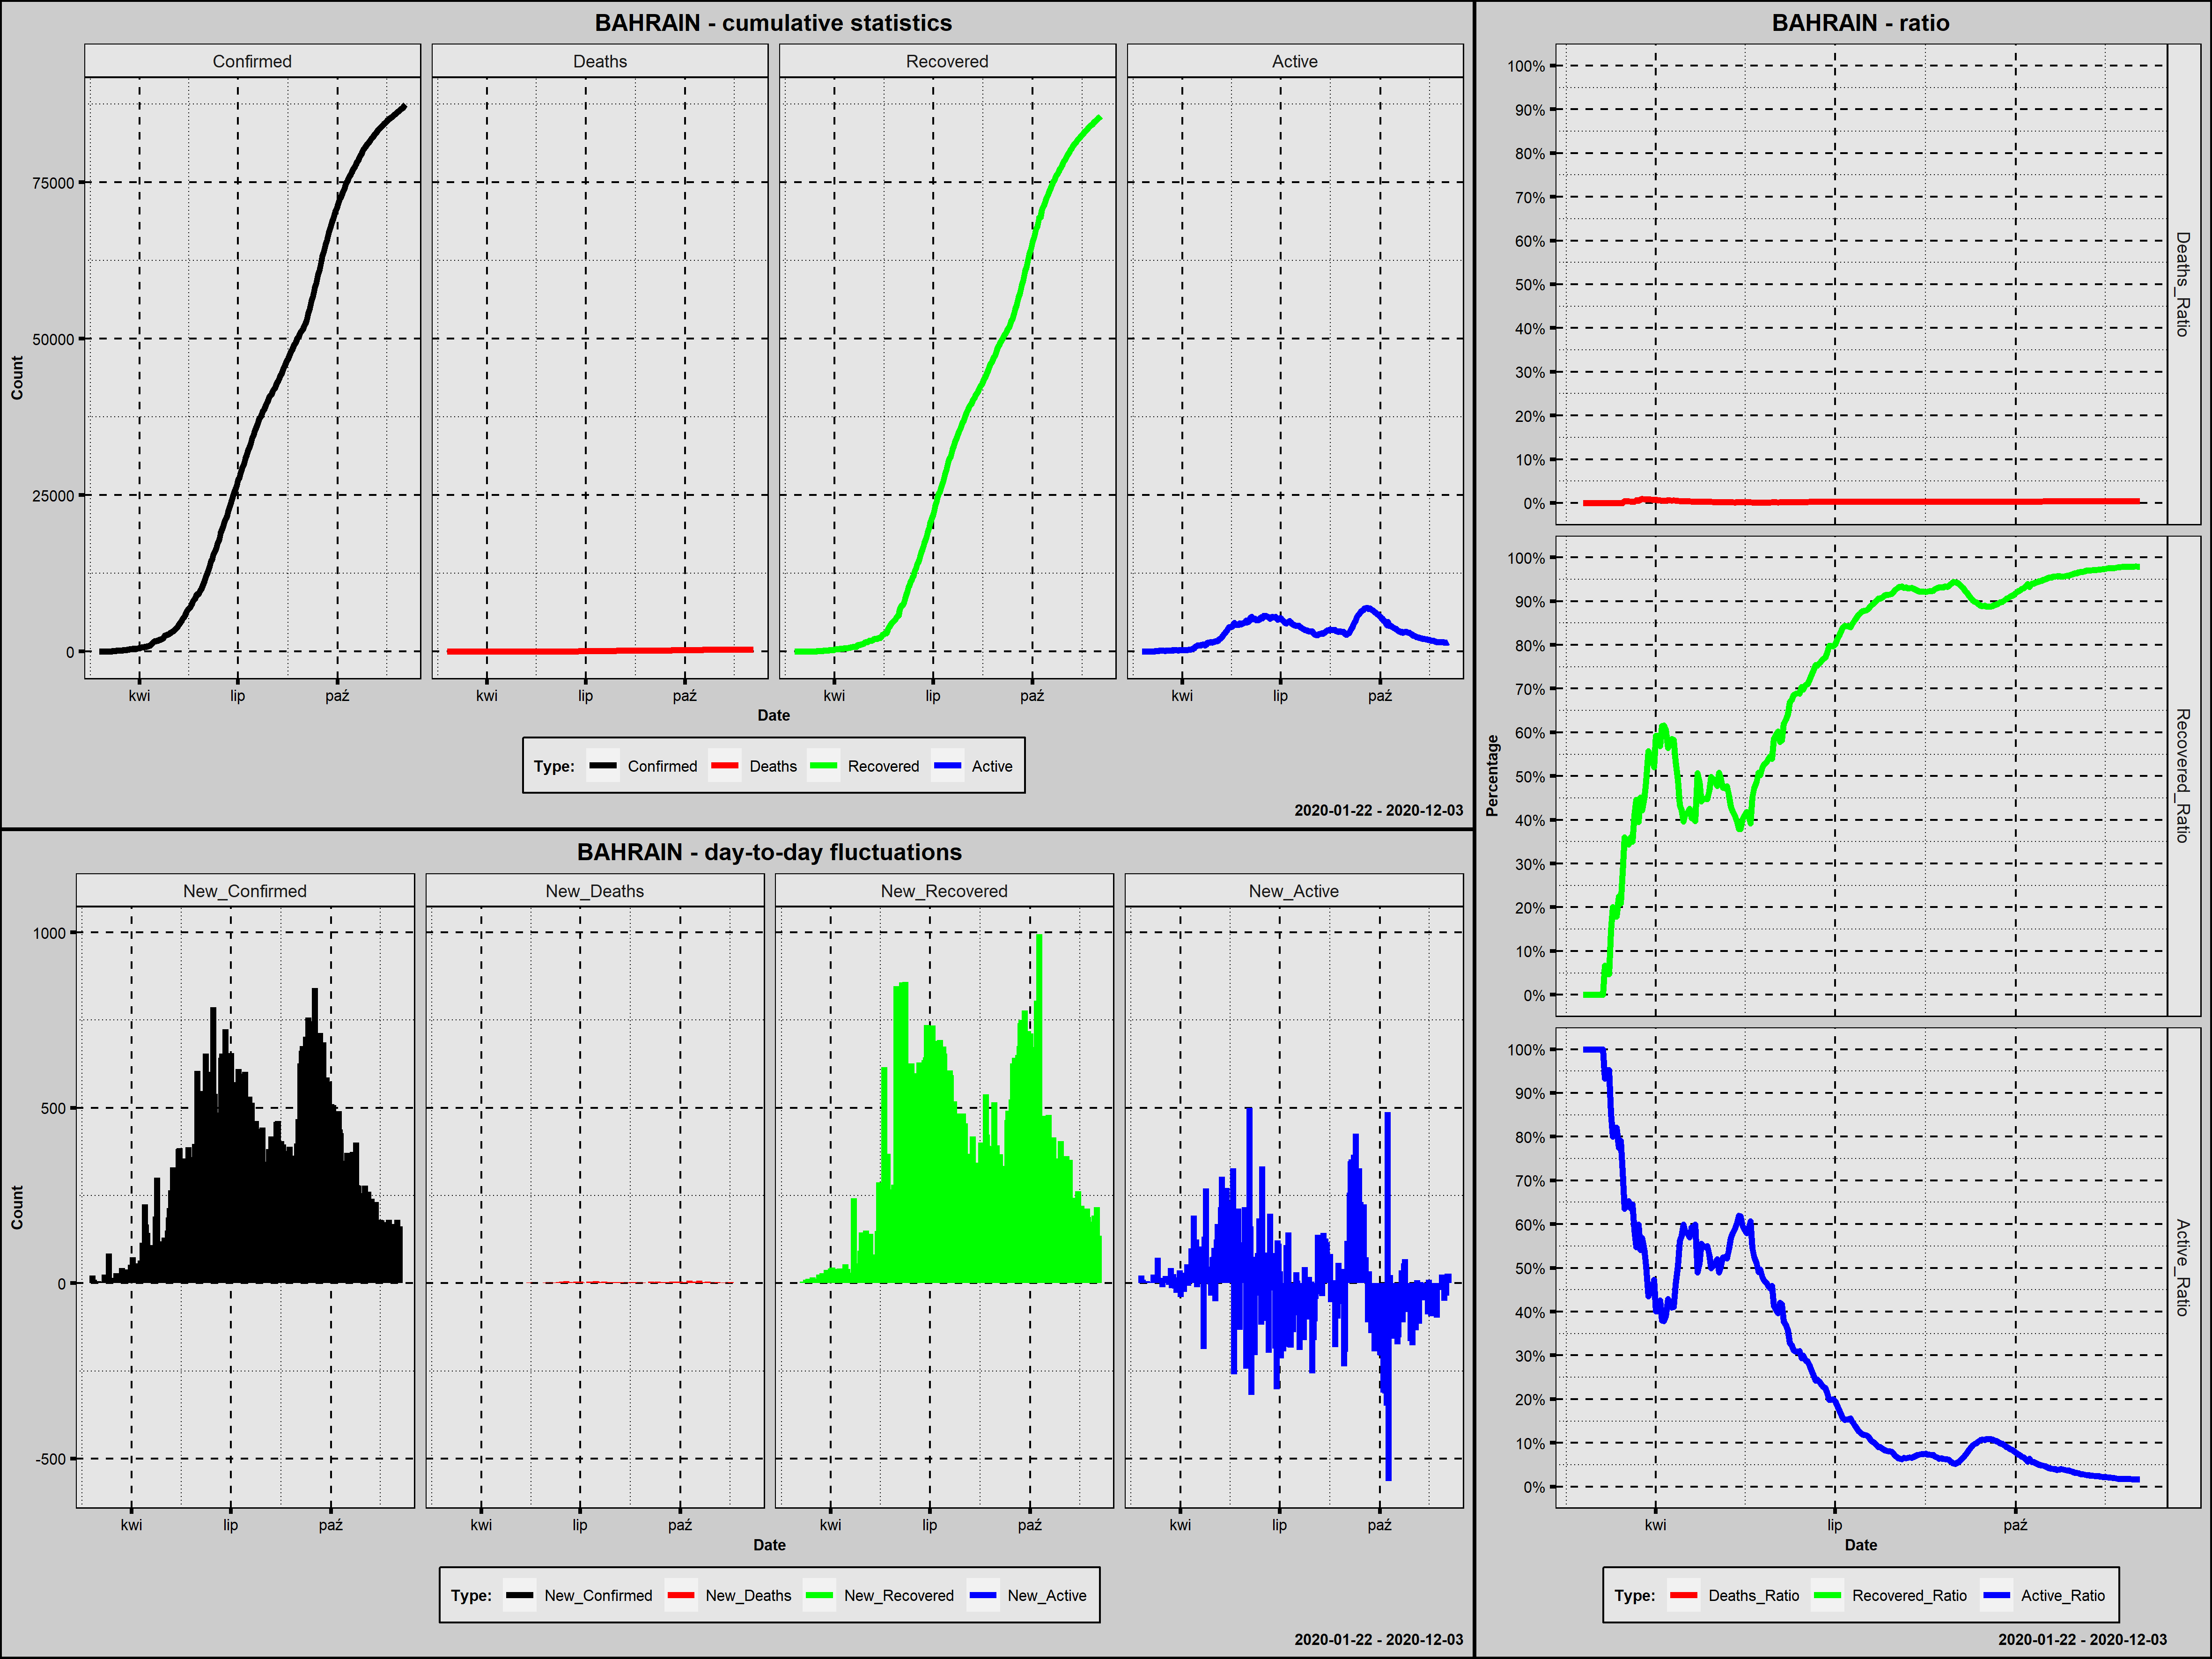 BAHRAIN - cumulative statistics
Confirmed
Deaths
Recovered
Active
Count
75000
50000
25000
0
kwi lip paź
kwi lip paź
kwi lip paź
kwi lip paź
Date
Type: Confirmed Deaths Recovered Active
2020-01-22 - 2020-12-03
BAHRAIN - day-to-day fluctuations
New_Confirmed
New_Deaths
New_Recovered
New_Active
Count
1000
500
0
-500
kwi lip paź
kwi lip paź
kwi lip paź
kwi lip paź
Date
Type: New_Confirmed New_Deaths New_Recovered New_Active
2020-01-22 - 2020-12-03
BAHRAIN - ratio
Percentage
100%
90%
80%
70%
60%
50%
40%
30%
20%
10%
0%
Deaths_Ratio
100%
90%
80%
70%
60%
50%
40%
30%
20%
10%
0%
Recovered_Ratio
100%
90%
80%
70%
60%
50%
40%
30%
20%
10%
0%
Active_Ratio
kwi lip paź
Date
Type: Deaths_Ratio Recovered_Ratio Active_Ratio
2020-01-22 - 2020-12-03